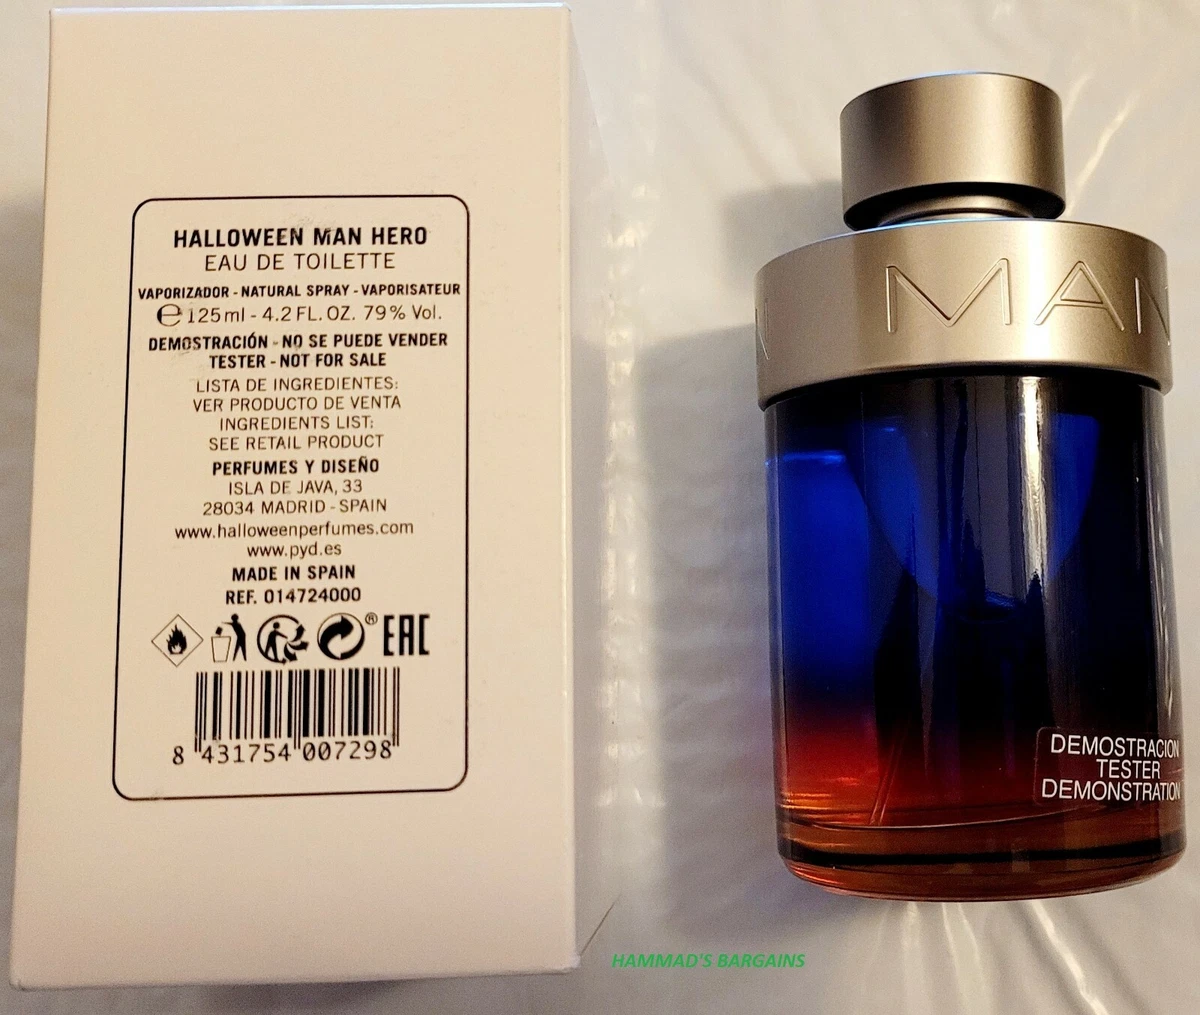 HALLOWEEN MAN HERO
EAU DE TOILETTE
VAPORIZADOR - NATURAL SPRAY - VAPORISATEUR
℮ 125ml - 4.2 FL. OZ. 79% Vol.
DEMOSTRACIÓN - NO SE PUEDE VENDER
TESTER - NOT FOR SALE
LISTA DE INGREDIENTES:
VER PRODUCTO DE VENTA
INGREDIENTS LIST:
SEE RETAIL PRODUCT
PERFUMES Y DISEÑO
ISLA DE JAVA, 33
28034 MADRID - SPAIN
www.halloweenperfumes.com
www.pyd.es
MADE IN SPAIN
REF. 014724000
® EAC
8 431754 007298
N MAN
DEMOSTRACION
TESTER
DEMONSTRATION
HAMMAD'S BARGAINS